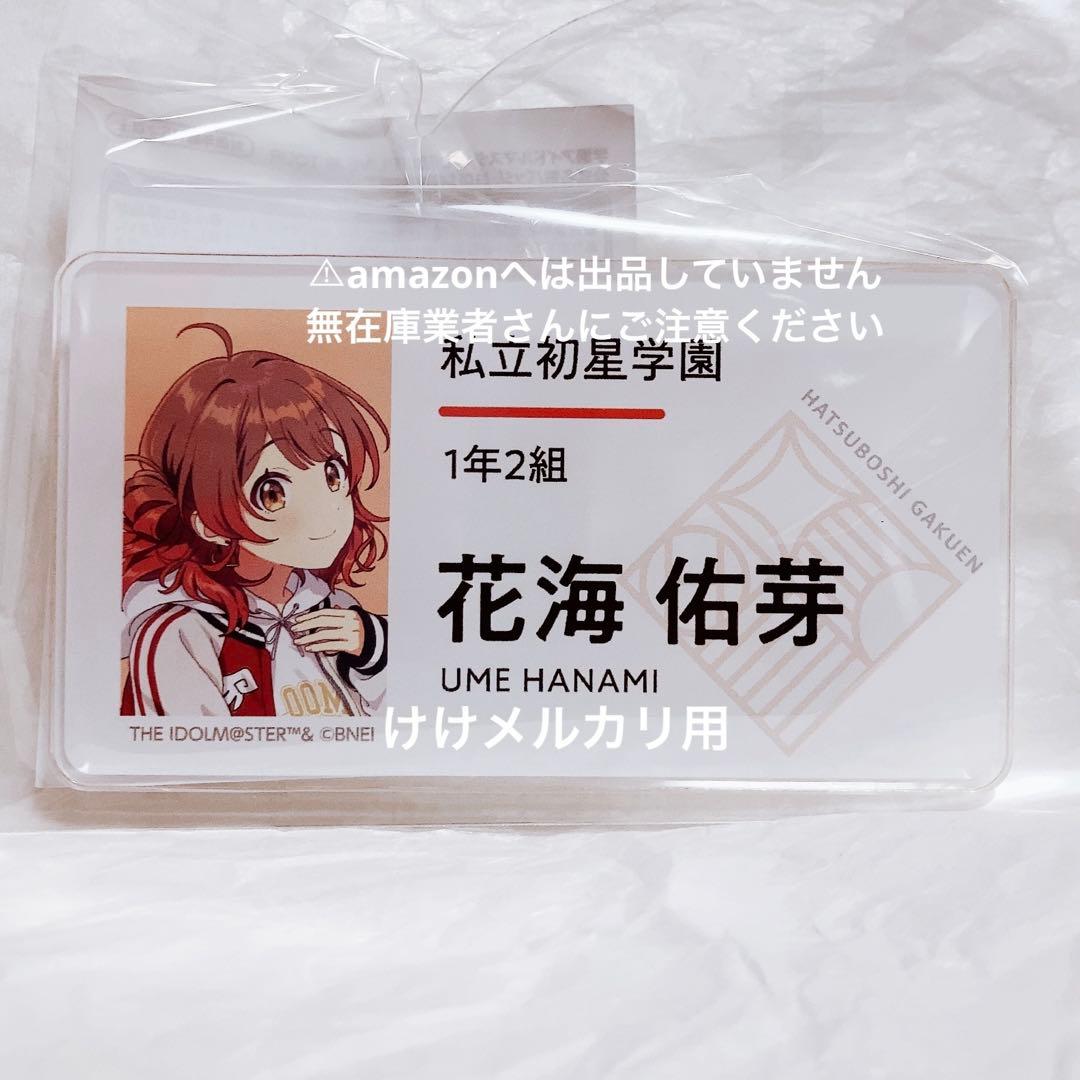 ⚠amazonへは出品していません
無在庫業者さんにご注意ください
私立初星学園
HATSUBOSHI GAKUEN
1年2組
花海 佑芽
UME HANAMI
OOM
THE IDOLM@STER™& ©BNEI
けけメルカリ用